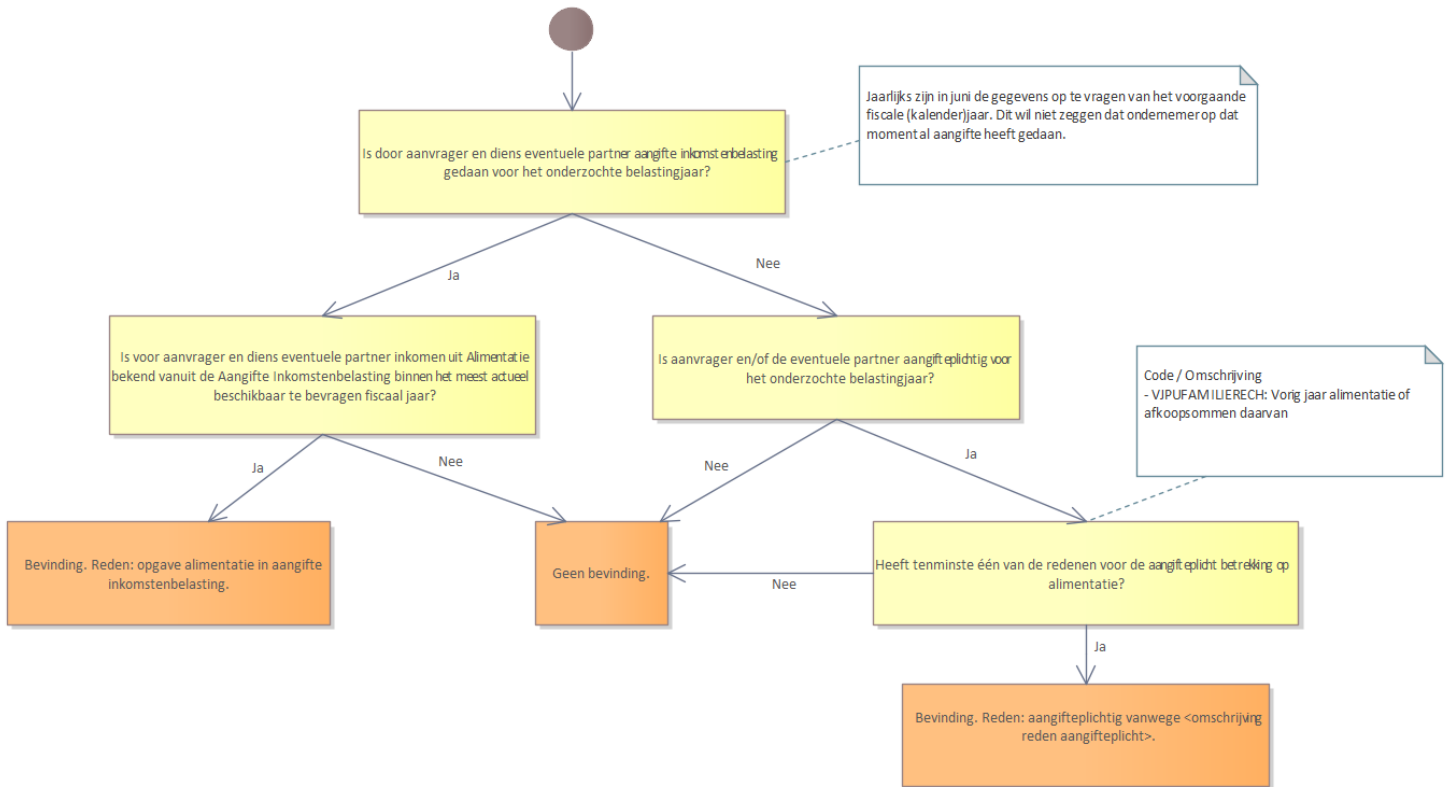 Jaarlijks zijn in juni de gegevens op te vragen van het voorgaande
fiscale (kalender)jaar. Dit wil niet zeggen dat ondernemer op dat
moment al aangifte heeft gedaan.
Is door aanvrager en diens eventuele partner aangifte inkomstenbelasting
gedaan voor het onderzochte belastingjaar?
Ja
Nee
Is voor aanvrager en diens eventuele partner inkomen uit Alimentatie
bekend vanuit de Aangifte Inkomstenbelasting binnen het meest actueel
beschikbaar te bevragen fiscaal jaar?
Is aanvrager en/of de eventuele partner aangifteplichtig voor
het onderzochte belastingjaar?
Code / Omschrijving
- VJPUFAMILIERECH: Vorig jaar alimentatie of
afkoopsommen daarvan
Ja
Nee
Nee
Ja
Bevinding. Reden: opgave alimentatie in aangifte
inkomstenbelasting.
Geen bevinding.
Nee
Heeft tenminste één van de redenen voor de aangifteplicht betrekking op
alimentatie?
Ja
Bevinding. Reden: aangifteplichtig vanwege <omschrijving
reden aangifteplicht>.